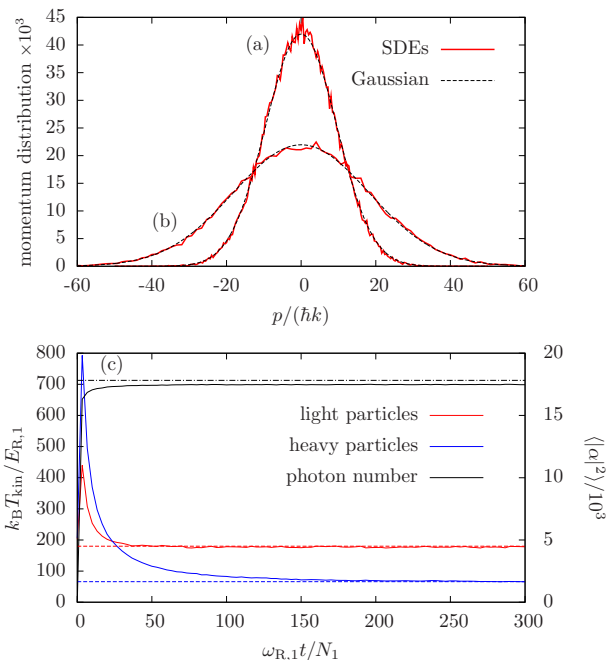 momentum distribution ×10³
45
40
35
30
25
20
15
10
5
0
(a)
(b)
SDEs
Gaussian
-60 -40 -20 0 20 40 60
p/(ħk)
k_B T_kin/E_R,1
800
700
600
500
400
300
200
100
0
(c)
light particles
heavy particles
photon number
20
15
10
5
0
⟨|α|²⟩/10³
0 50 100 150 200 250 300
ω_R,1 t/N_1